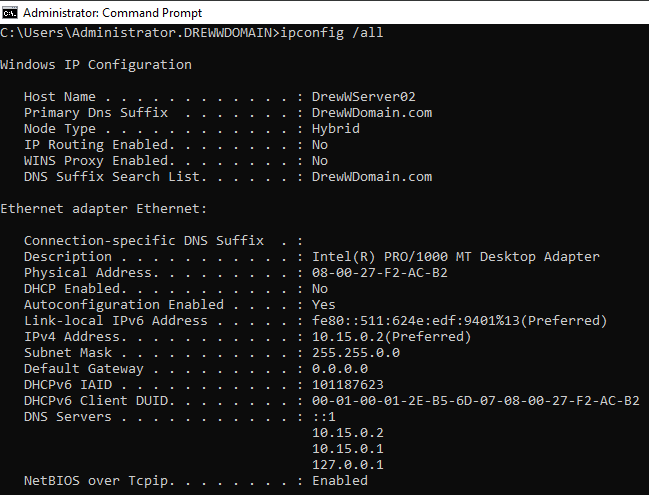 Administrator: Command Prompt
C:\Users\Administrator.DREWWDOMAIN>ipconfig /all
Windows IP Configuration
Host Name . . . . . . . . . . . . : DrewWServer02
Primary Dns Suffix  . . . . . . . : DrewWDomain.com
Node Type . . . . . . . . . . . . : Hybrid
IP Routing Enabled. . . . . . . . : No
WINS Proxy Enabled. . . . . . . . : No
DNS Suffix Search List. . . . . . : DrewWDomain.com
Ethernet adapter Ethernet:
Connection-specific DNS Suffix  . :
Description . . . . . . . . . . . : Intel(R) PRO/1000 MT Desktop Adapter
Physical Address. . . . . . . . . : 08-00-27-F2-AC-B2
DHCP Enabled. . . . . . . . . . . : No
Autoconfiguration Enabled . . . . : Yes
Link-local IPv6 Address . . . . . : fe80::511:624e:edf:9401%13(Preferred)
IPv4 Address. . . . . . . . . . . : 10.15.0.2(Preferred)
Subnet Mask . . . . . . . . . . . : 255.255.0.0
Default Gateway . . . . . . . . . : 0.0.0.0
DHCPv6 IAID . . . . . . . . . . . : 101187623
DHCPv6 Client DUID. . . . . . . . : 00-01-00-01-2E-B5-6D-07-08-00-27-F2-AC-B2
DNS Servers . . . . . . . . . . . : ::1
10.15.0.2
10.15.0.1
127.0.0.1
NetBIOS over Tcpip. . . . . . . . : Enabled